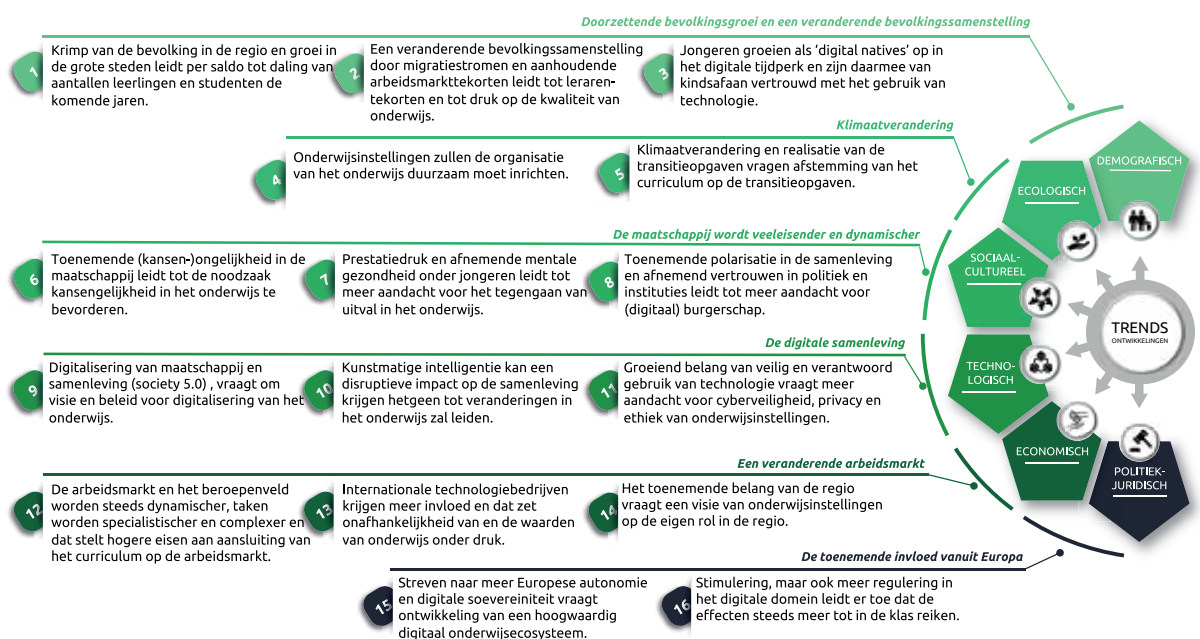 Doorzettende bevolkingsgroei en een veranderende bevolkingssamenstelling
1
Krimp van de bevolking in de regio en groei in
de grote steden leidt per saldo tot daling van
aantallen leerlingen en studenten de
komende jaren.
2
Een veranderende bevolkingssamenstelling
door migratiestromen en aanhoudende
arbeidsmarkttekorten leidt tot leraren-
tekorten en tot druk op de kwaliteit van
onderwijs.
3
Jongeren groeien als ‘digital natives’ op in
het digitale tijdperk en zijn daarmee van
kindsafaan vertrouwd met het gebruik van
technologie.
Klimaatverandering
4
Onderwijsinstellingen zullen de organisatie
van het onderwijs duurzaam moet inrichten.
5
Klimaatverandering en realisatie van de
transitieopgaven vragen afstemming van het
curriculum op de transitieopgaven.
De maatschappij wordt veeleisender en dynamischer
6
Toenemende (kansen-)ongelijkheid in de
maatschappij leidt tot de noodzaak
kansengelijkheid in het onderwijs te
bevorderen.
7
Prestatiedruk en afnemende mentale
gezondheid onder jongeren leidt tot
meer aandacht voor het tegengaan van
uitval in het onderwijs.
8
Toenemende polarisatie in de samenleving
en afnemend vertrouwen in politiek en
instituties leidt tot meer aandacht voor
(digitaal) burgerschap.
De digitale samenleving
9
Digitalisering van maatschappij en
samenleving (society 5.0) , vraagt om
visie en beleid voor digitalisering van het
onderwijs.
10
Kunstmatige intelligentie kan een
disruptieve impact op de samenleving
krijgen hetgeen tot veranderingen in
het onderwijs zal leiden.
11
Groeiend belang van veilig en verantwoord
gebruik van technologie vraagt meer
aandacht voor cyberveiligheid, privacy en
ethiek van onderwijsinstellingen.
Een veranderende arbeidsmarkt
12
De arbeidsmarkt en het beroepenveld
worden steeds dynamischer, taken
worden specialistischer en complexer en
dat stelt hogere eisen aan aansluiting van
het curriculum op de arbeidsmarkt.
13
Internationale technologiebedrijven
krijgen meer invloed en dat zet
onafhankelijkheid van en de waarden
van onderwijs onder druk.
14
Het toenemende belang van de regio
vraagt een visie van onderwijsinstellingen
op de eigen rol in de regio.
De toenemende invloed vanuit Europa
15
Streven naar meer Europese autonomie
en digitale soevereiniteit vraagt
ontwikkeling van een hoogwaardig
digitaal onderwijsecosysteem.
16
Stimulering, maar ook meer regulering in
het digitale domein leidt er toe dat de
effecten steeds meer tot in de klas reiken.
DEMOGRAFISCH
ECOLOGISCH
SOCIAAL-
CULTUREEL
TECHNO-
LOGISCH
ECONOMISCH
POLITIEK-
JURIDISCH
TRENDS
ONTWIKKELINGEN